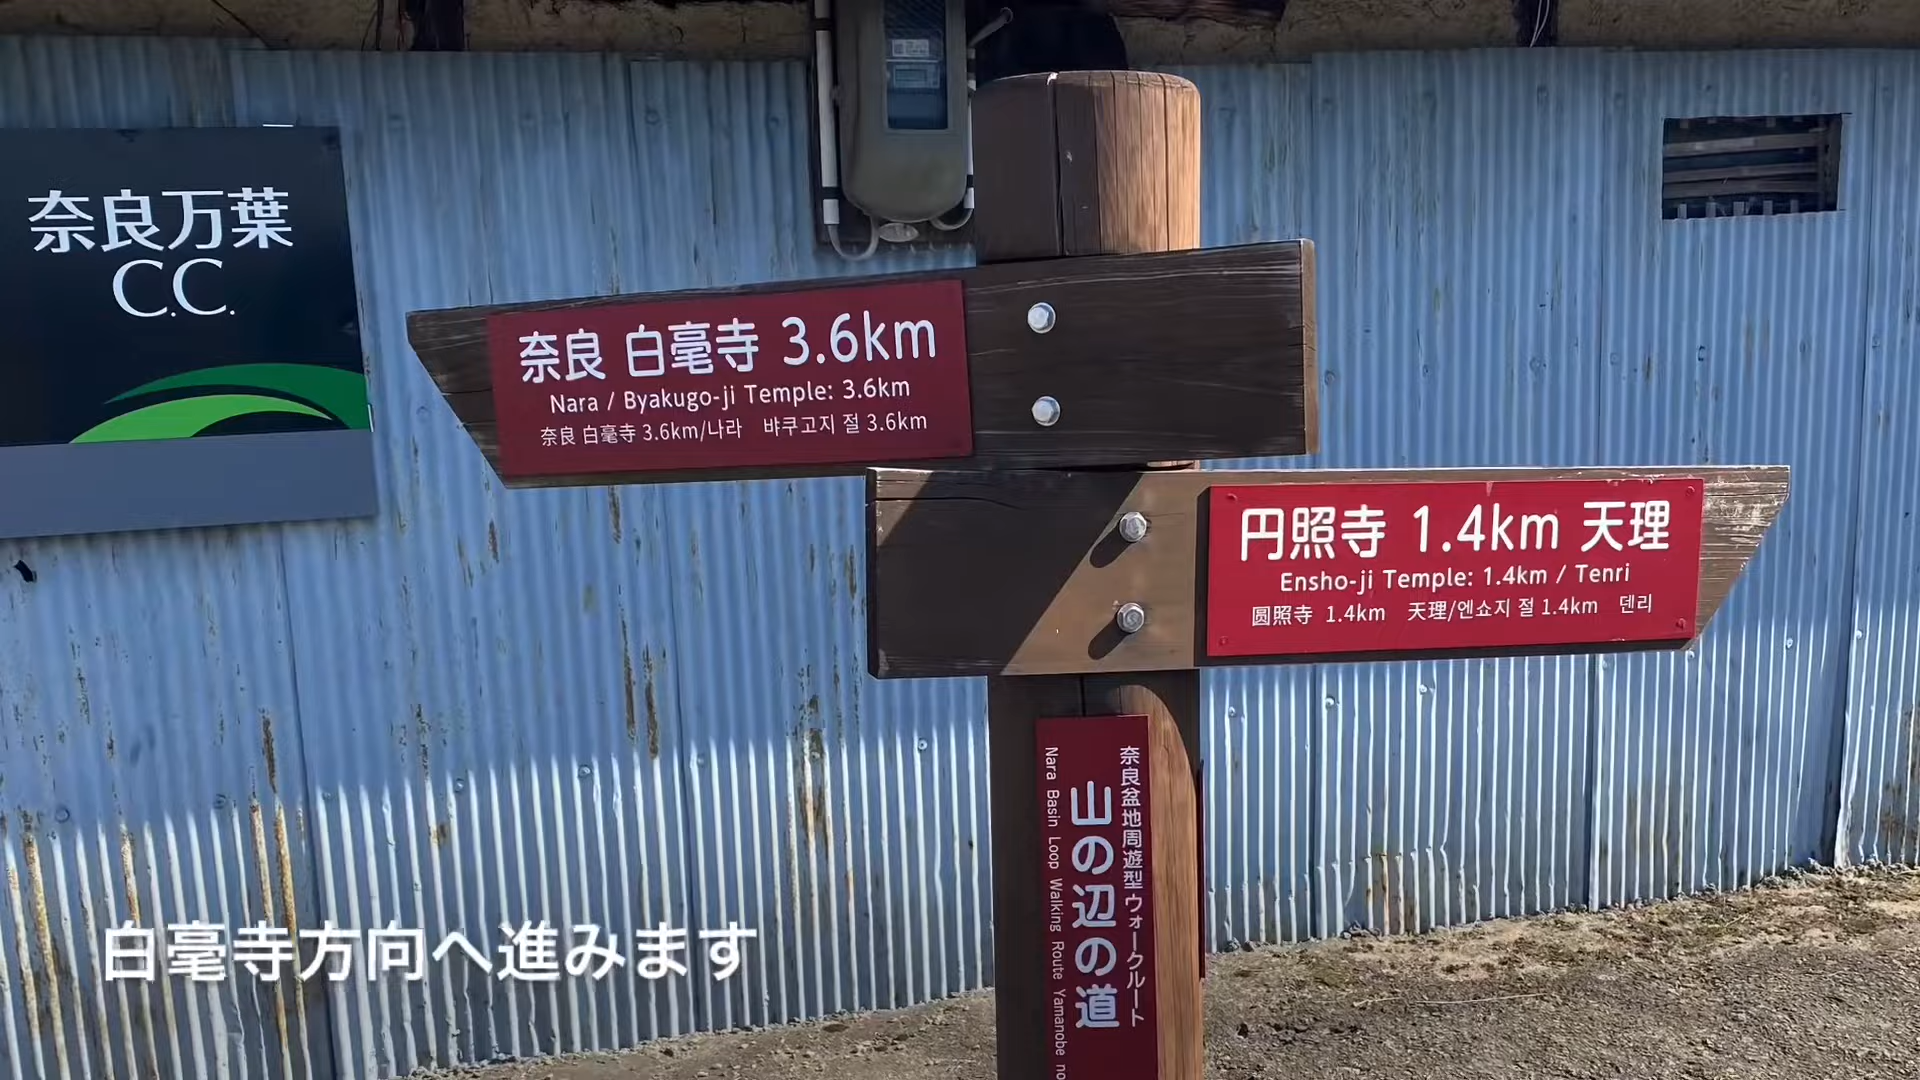 奈良万葉
C.C.
奈良 白毫寺 3.6km
Nara / Byakugo-ji Temple: 3.6km
奈良 白毫寺 3.6km/나라 뱌쿠고지 절 3.6km
円照寺 1.4km 天理
Ensho-ji Temple: 1.4km / Tenri
圆照寺 1.4km 天理/엔쇼지 절 1.4km 덴리
奈良盆地周遊型ウォークルート
山の辺の道
Nara Basin Loop Walking Route Yamanobe no
白毫寺方向へ進みます